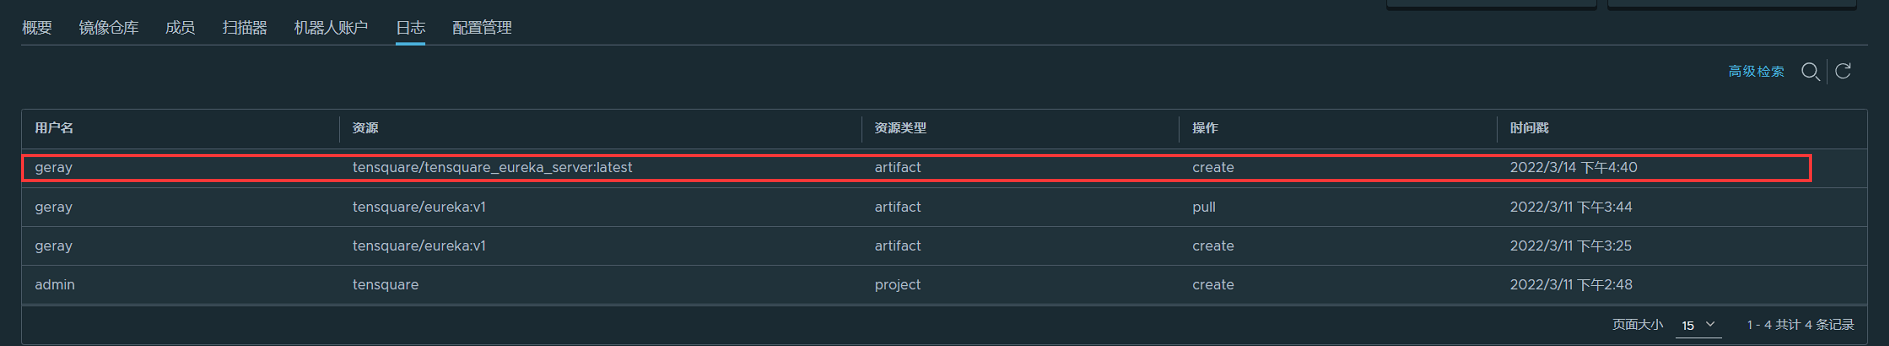 概要 镜像仓库 成员 扫描器 机器人账户 日志 配置管理
高级检索
用户名 资源 资源类型 操作 时间戳
geray tensquare/tensquare_eureka_server:latest artifact create 2022/3/14 下午4:40
geray tensquare/eureka:v1 artifact pull 2022/3/11 下午3:44
geray tensquare/eureka:v1 artifact create 2022/3/11 下午3:25
admin tensquare project create 2022/3/11 下午2:48
页面大小 15 1 - 4 共计 4 条记录